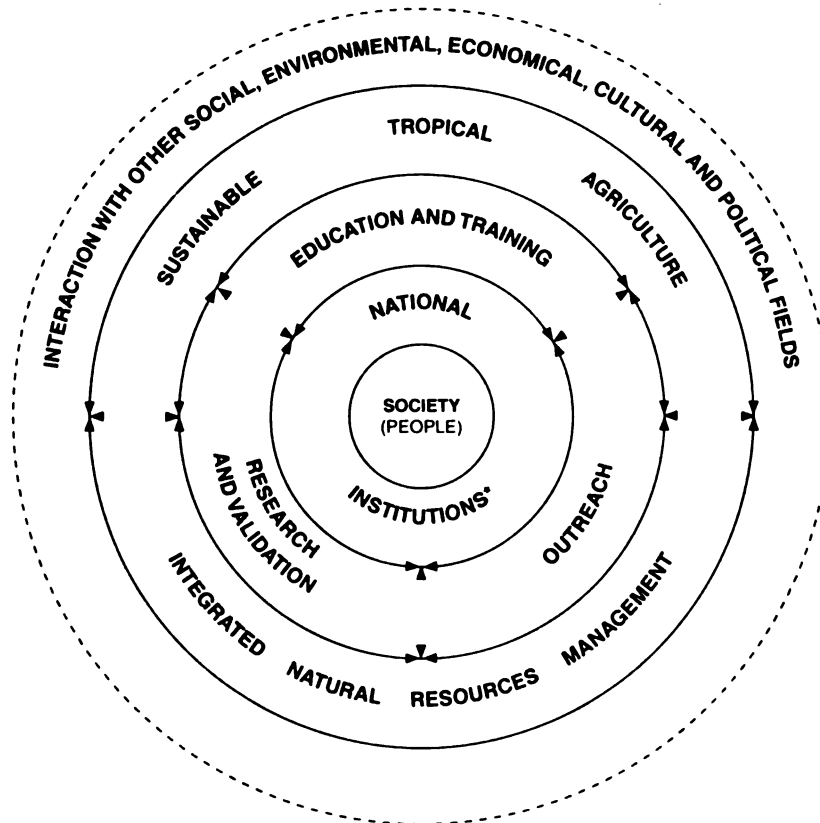 INTERACTION WITH OTHER SOCIAL, ENVIRONMENTAL, ECONOMICAL, CULTURAL AND POLITICAL FIELDS
SUSTAINABLE TROPICAL AGRICULTURE
EDUCATION AND TRAINING
NATIONAL
SOCIETY
(PEOPLE)
INSTITUTIONS*
RESEARCH
AND VALIDATION
OUTREACH
INTEGRATED NATURAL RESOURCES MANAGEMENT